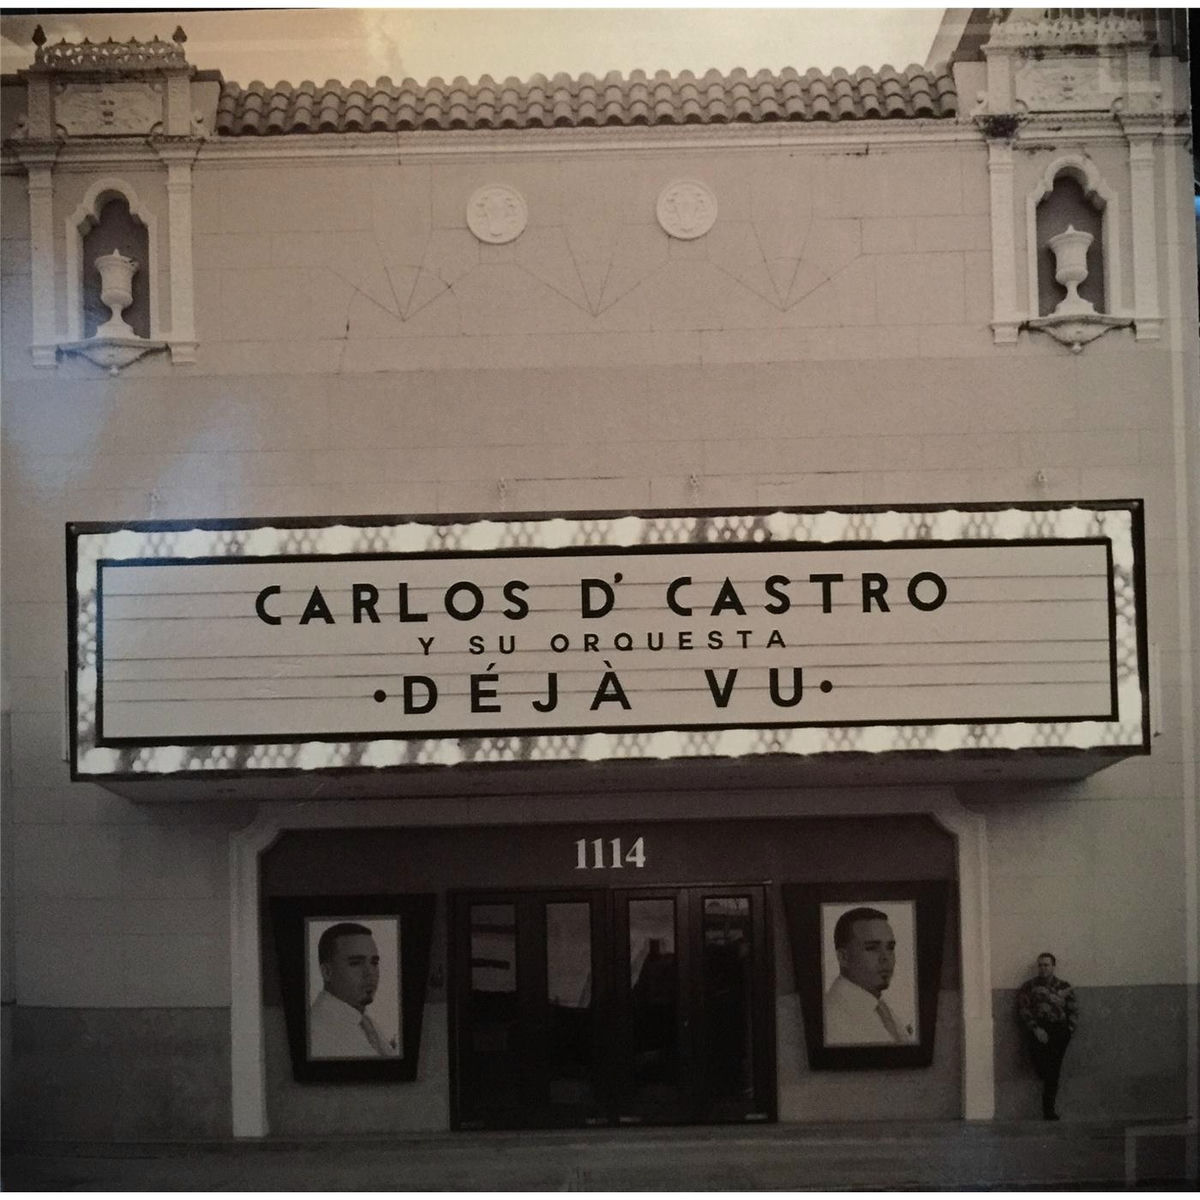 CARLOS D' CASTRO
Y SU ORQUESTA
•DÉJÀ VU•
1114